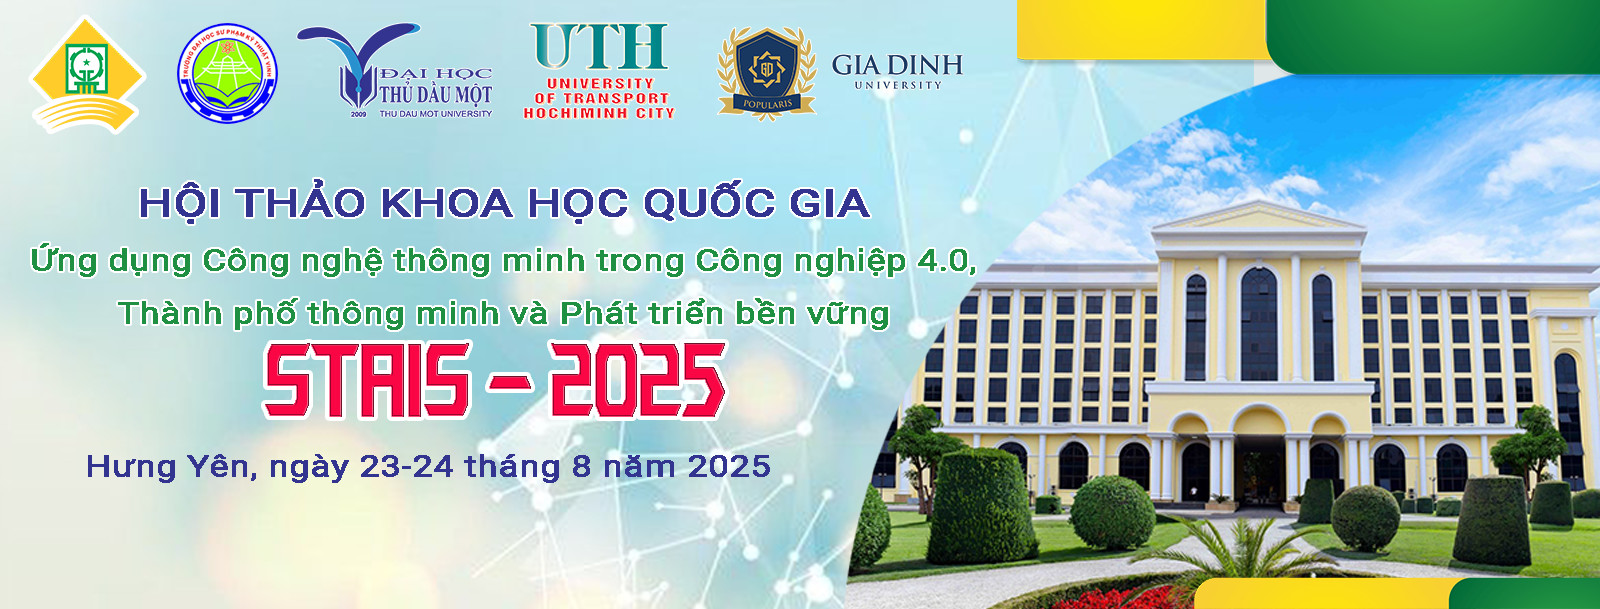 TRƯỜNG ĐẠI HỌC SƯ PHẠM KỸ THUẬT VINH
ĐẠI HỌC
THỦ DẦU MỘT
2009 THU DAU MOT UNIVERSITY
UTH
UNIVERSITY
OF TRANSPORT
HOCHIMINH CITY
GD
POPULARIS
GIA DINH
UNIVERSITY
HỘI THẢO KHOA HỌC QUỐC GIA
Ứng dụng Công nghệ thông minh trong Công nghiệp 4.0,
Thành phố thông minh và Phát triển bền vững
STAIS - 2025
Hưng Yên, ngày 23-24 tháng 8 năm 2025